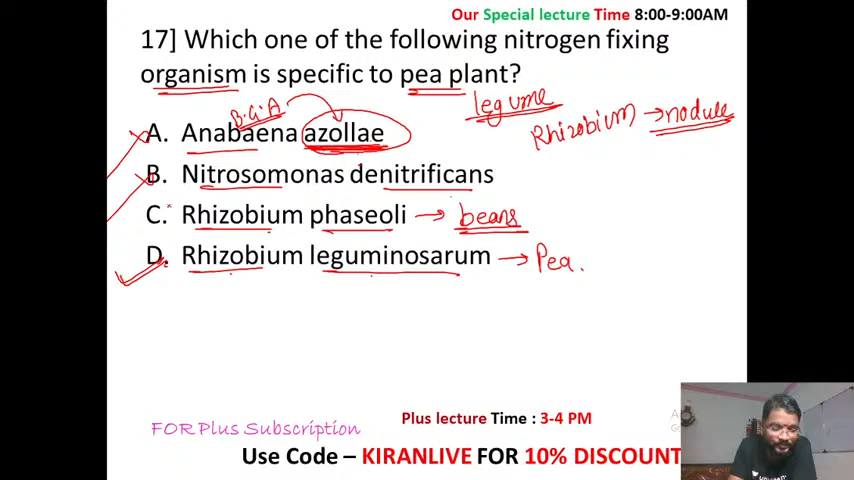 Our Special lecture Time 8:00-9:00AM
17] Which one of the following nitrogen fixing
organism is specific to pea plant?
legume
Rhizobium → nodule
B.G.A
A. Anabaena azollae
B. Nitrosomonas denitrificans
C. Rhizobium phaseoli → beans
D. Rhizobium leguminosarum → Pea.
FOR Plus Subscription
Plus lecture Time : 3-4 PM
Use Code – KIRANLIVE FOR 10% DISCOUNT